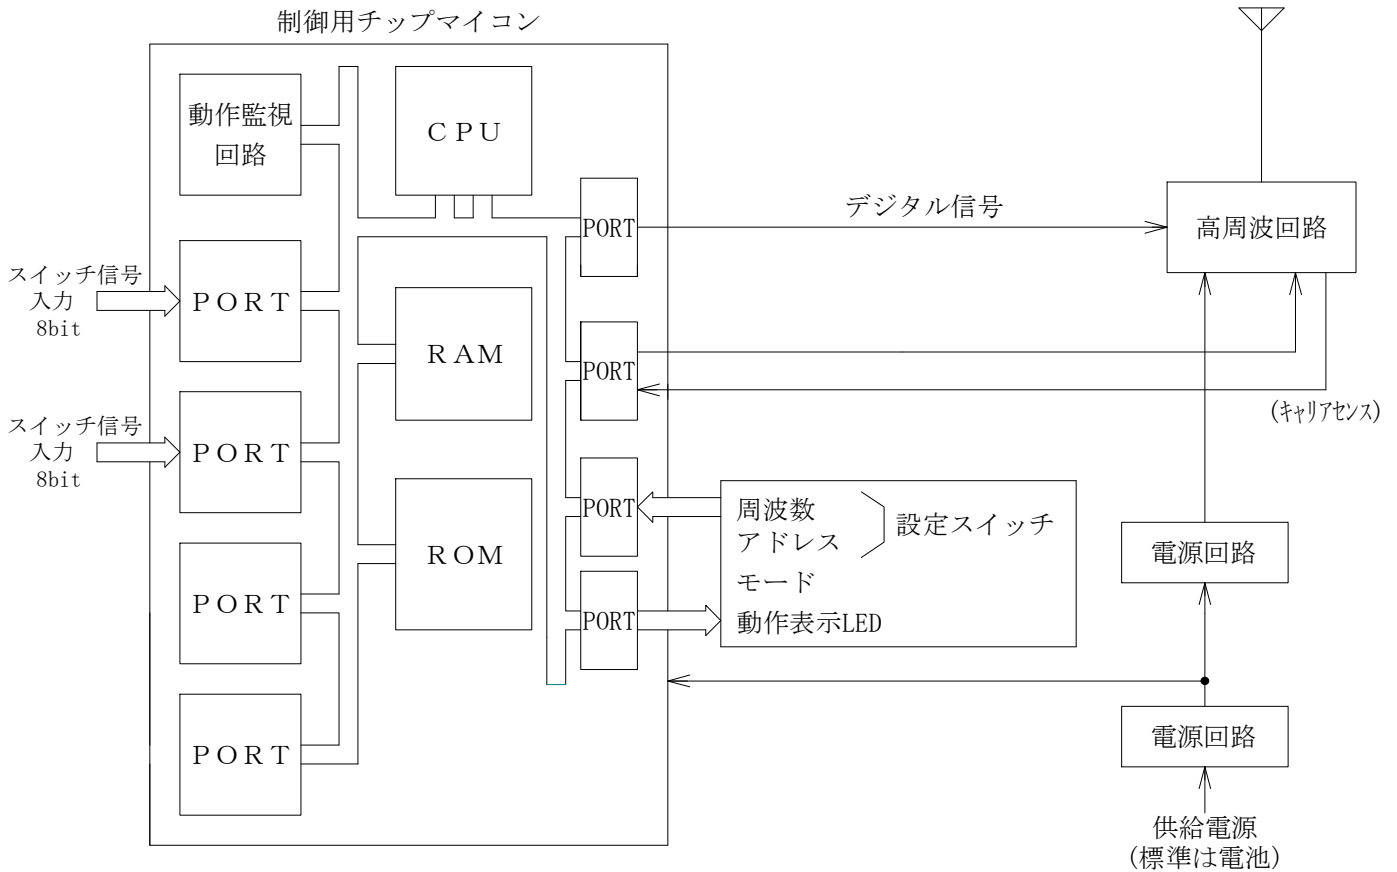 制御用チップマイコン
動作監視
回路
CPU
PORT
デジタル信号
高周波回路
スイッチ信号
入力
8bit
PORT
RAM
PORT
(キャリアセンス)
スイッチ信号
入力
8bit
PORT
ROM
PORT
周波数
アドレス
設定スイッチ
モード
動作表示LED
電源回路
PORT
PORT
PORT
電源回路
供給電源
(標準は電池)